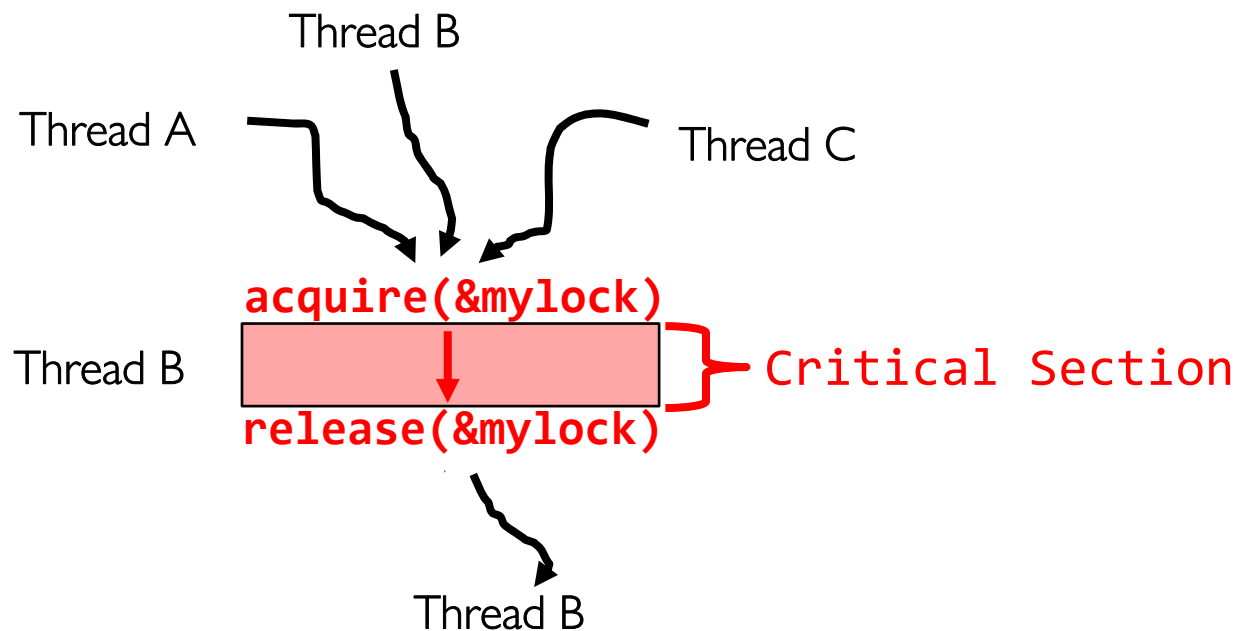 Thread B
Thread A
Thread C
acquire(&mylock)
Thread B
Critical Section
release(&mylock)
Thread B